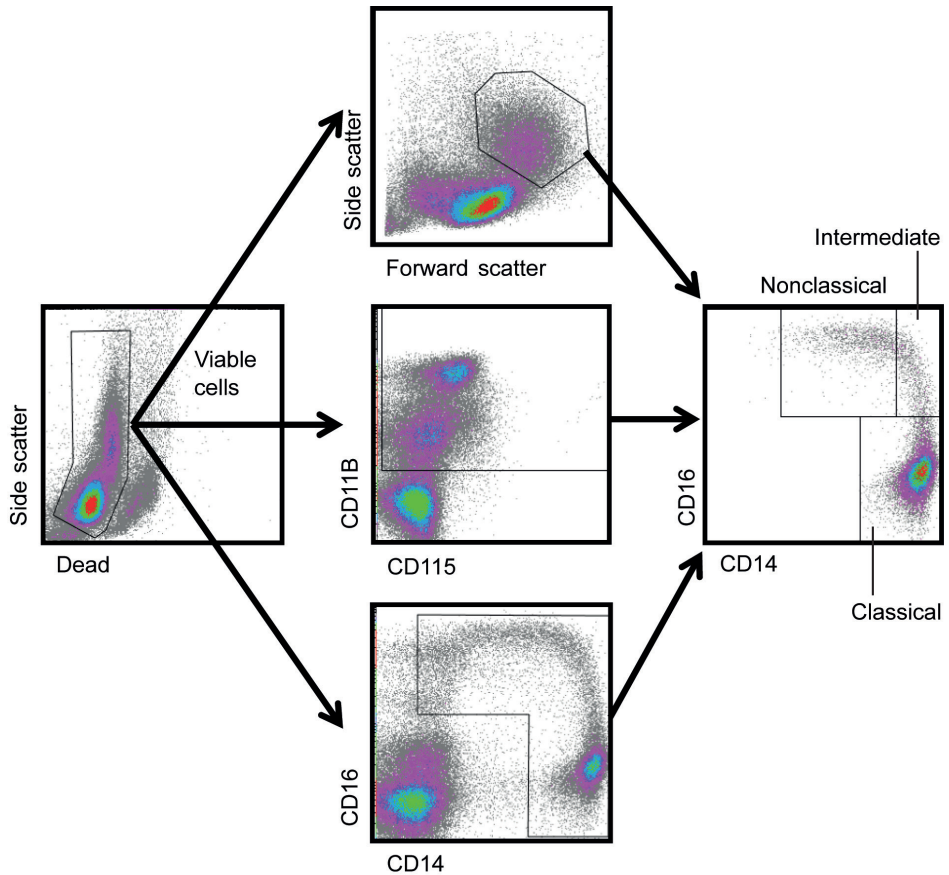 Side scatter
Forward scatter
Side scatter
Dead
Viable
cells
CD11B
CD115
CD16
CD14
Intermediate
Nonclassical
CD16
CD14
Classical